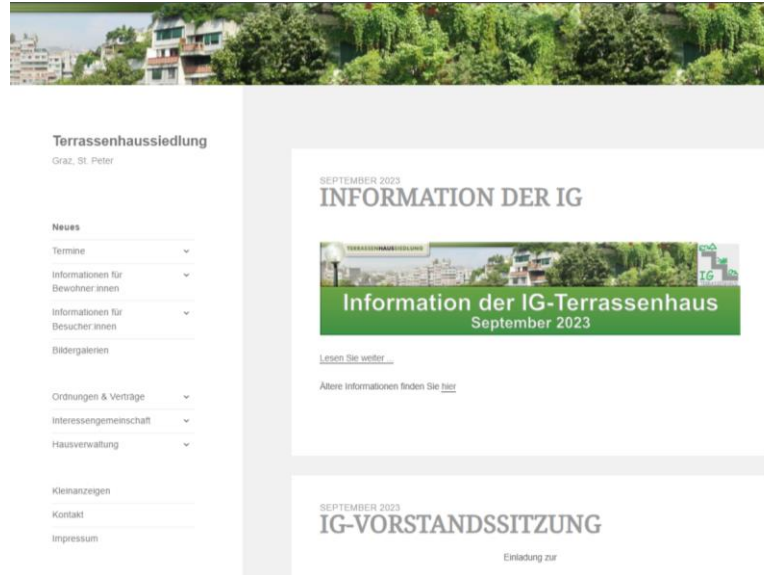 Terrassenhaussiedlung
Graz, St. Peter
Neues
Termine
Informationen für
Bewohner:innen
Informationen für
Besucher:innen
Bildergalerien
Ordnungen & Verträge
Interessengemeinschaft
Hausverwaltung
Kleinanzeigen
Kontakt
Impressum
SEPTEMBER 2023
INFORMATION DER IG
TERRASSENHAUSSIEDLUNG
IG
Information der IG-Terrassenhaus
September 2023
Lesen Sie weiter ...
Ältere Informationen finden Sie hier
SEPTEMBER 2023
IG-VORSTANDSSITZUNG
Einladung zur